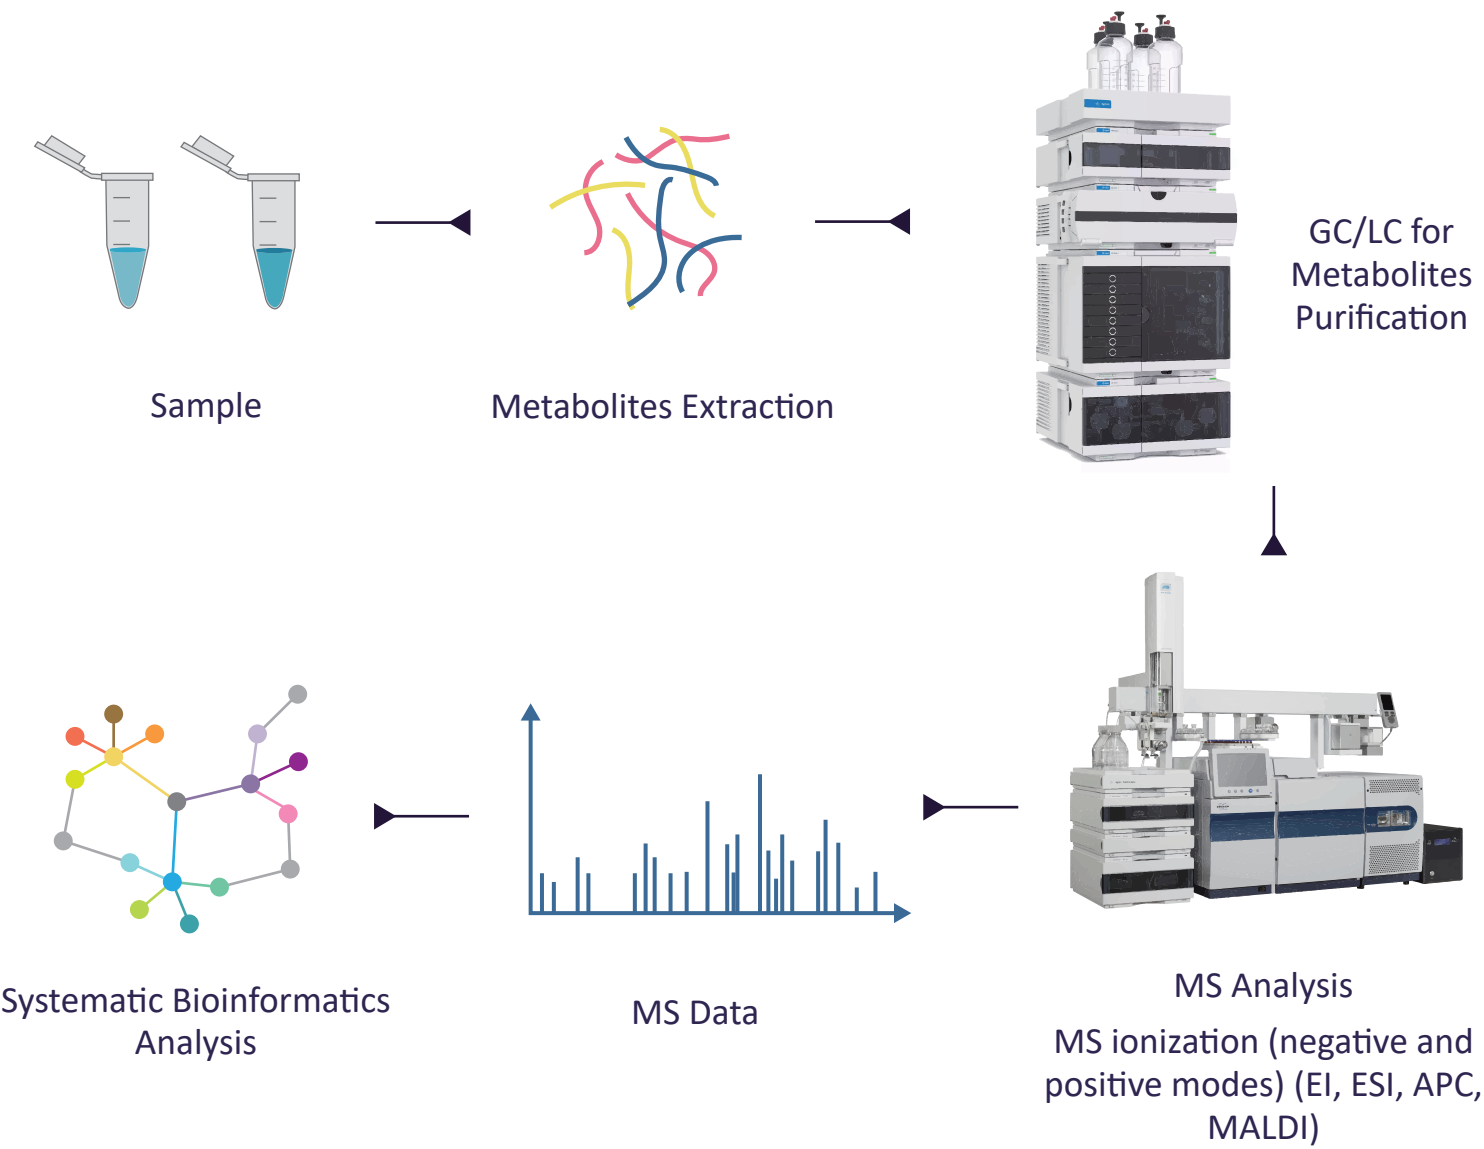 GC/LC for
Metabolites
Purification
Sample
Metabolites Extraction
Systematic Bioinformatics
Analysis
MS Data
MS Analysis
MS ionization (negative and
positive modes) (EI, ESI, APC,
MALDI)